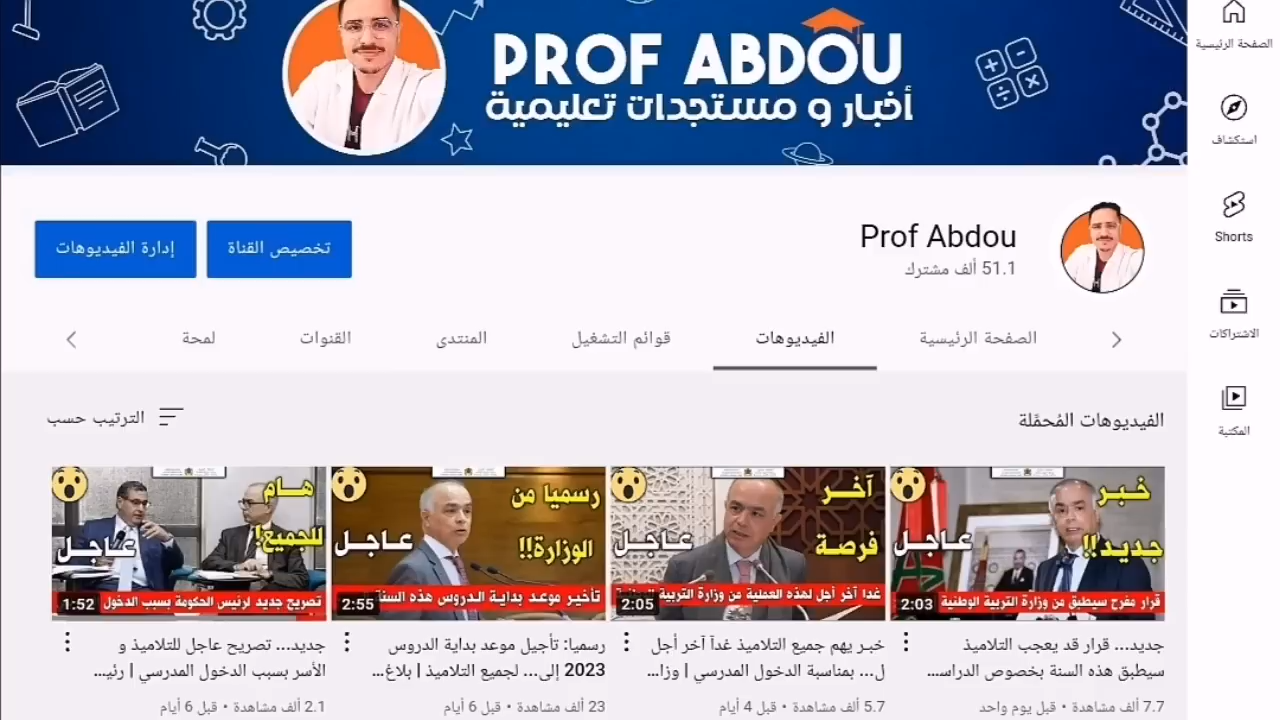 PROF ABDOU
أخبار و مستجدات تعليمية
الصفحة الرئيسية
استكشاف
Shorts
الاشتراكات
المكتبة
Prof Abdou
51.1 ألف مشترك
تخصيص القناة
إدارة الفيديوهات
الصفحة الرئيسية
الفيديوهات
قوائم التشغيل
المنتدى
القنوات
لمحة
الفيديوهات المُحمَّلة
الترتيب حسب
خبر
جديد!!
عاجل
قرار مفرح سيطبق من وزارة التربية الوطنية
2:03
جديد... قرار قد يعجب التلاميذ
سيطبق هذه السنة بخصوص الدراس...
7.7 ألف مشاهدة • قبل يوم واحد
آخر
فرصة
عاجل
غدا آخر أجل لهذه العملية من وزارة التربية
2:05
خبر يهم جميع التلاميذ غداً آخر أجل
ل... بمناسبة الدخول المدرسي | وزا...
5.7 ألف مشاهدة • قبل 4 أيام
رسميا من
الوزارة!!
عاجل
تأخير موعد بداية الدروس هذه السنة
2:55
رسميا: تأجيل موعد بداية الدروس
2023 إلى... لجميع التلاميذ | بلاغ...
23 ألف مشاهدة • قبل 6 أيام
هام
للجميع!
عاجل
تصريح جديد لرئيس الحكومة بسبب الدخول
1:52
جديد... تصريح عاجل للتلاميذ و
الأسر بسبب الدخول المدرسي | رئيـ...
2.1 ألف مشاهدة • قبل 6 أيام